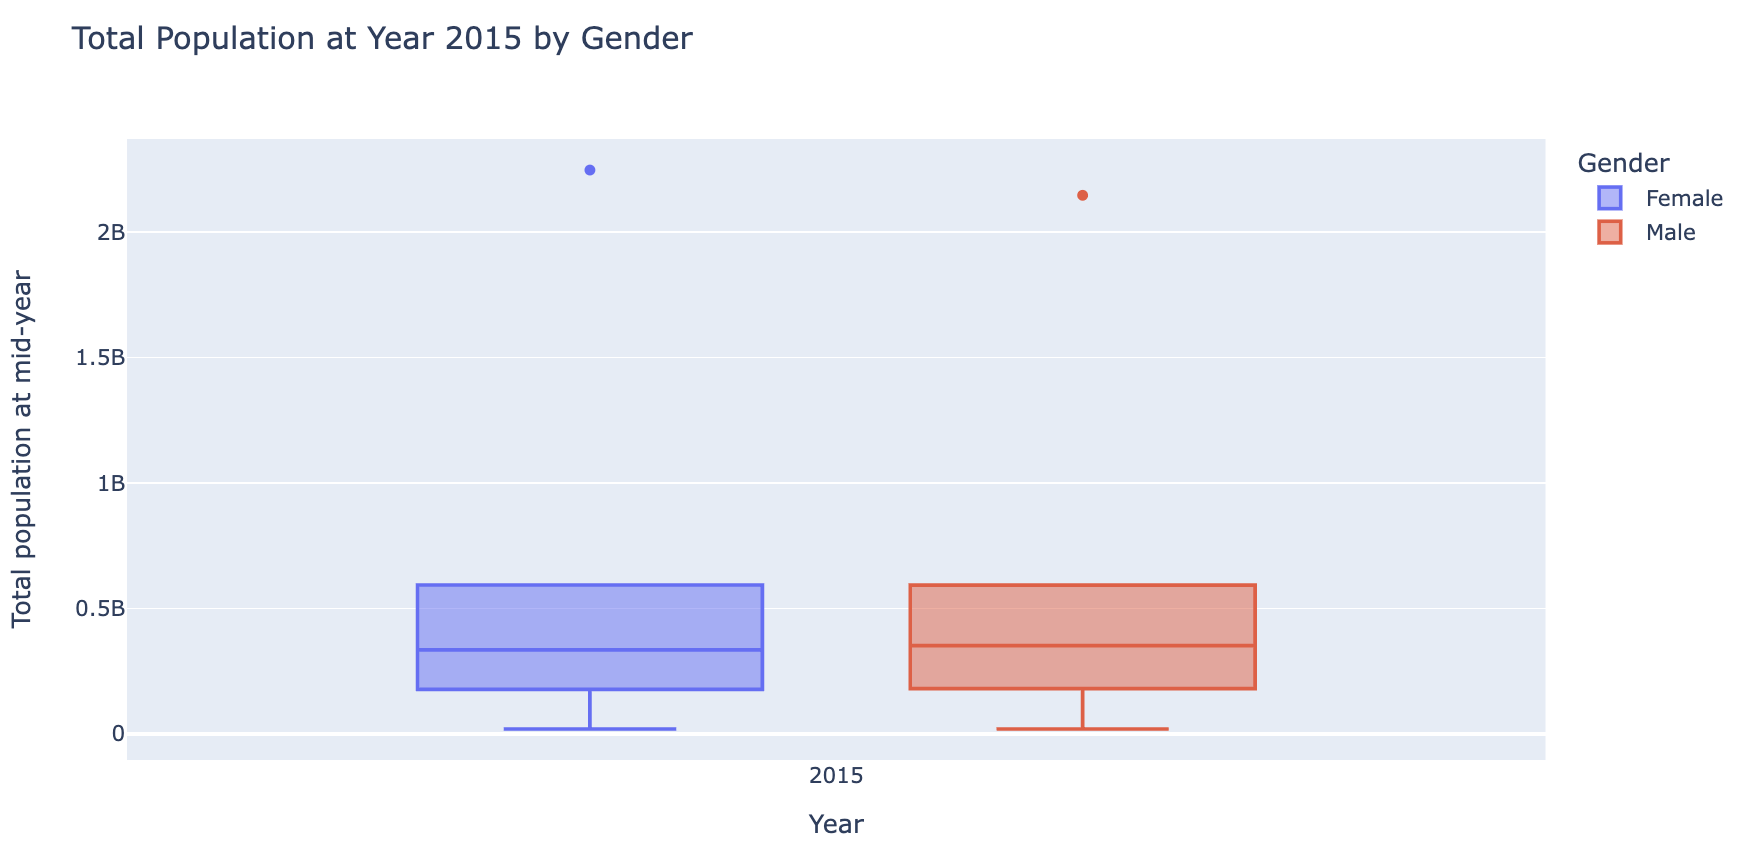 Total Population at Year 2015 by Gender
Total population at mid-year
2B
1.5B
1B
0.5B
0
2015
Year
Gender
Female
Male